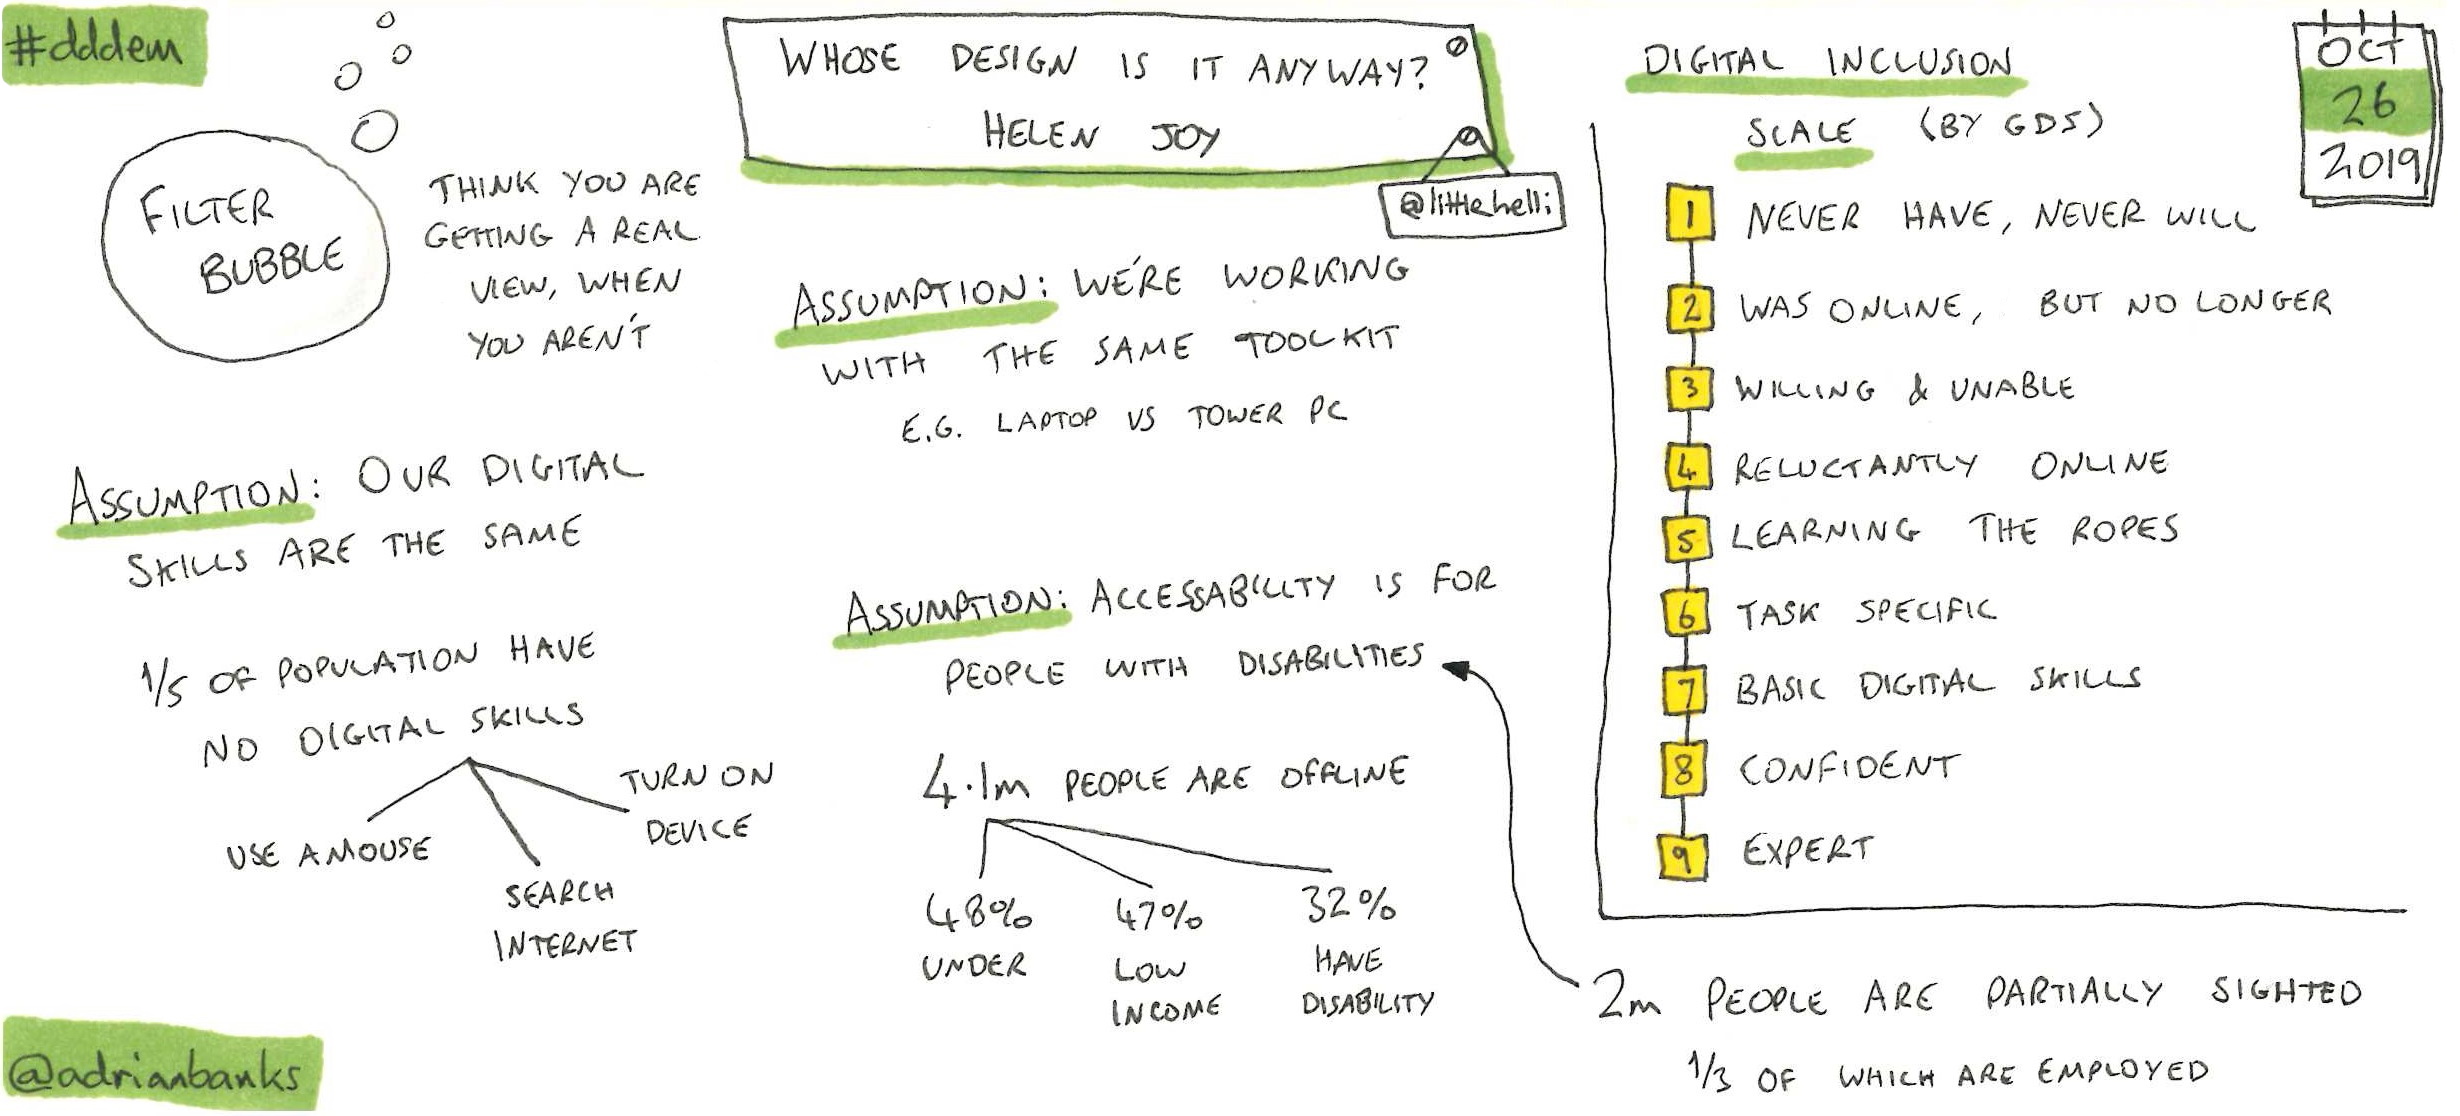 #dddem
WHOSE DESIGN IS IT ANYWAY?
HELEN JOY
@littlehelli
OCT
26
2019
FILTER
BUBBLE
THINK YOU ARE
GETTING A REAL
VIEW, WHEN
YOU AREN'T
ASSUMPTION: OUR DIGITAL
SKILLS ARE THE SAME
1/5 OF POPULATION HAVE
NO DIGITAL SKILLS
USE A MOUSE
SEARCH
INTERNET
TURN ON
DEVICE
ASSUMPTION: WE'RE WORKING
WITH THE SAME TOOLKIT
E.G. LAPTOP VS TOWER PC
ASSUMPTION: ACCESSABILITY IS FOR
PEOPLE WITH DISABILITIES
4.1m PEOPLE ARE OFFLINE
48%
UNDER
47%
LOW
INCOME
32%
HAVE
DISABILITY
DIGITAL INCLUSION
SCALE (BY GDS)
1 NEVER HAVE, NEVER WILL
2 WAS ONLINE, BUT NO LONGER
3 WILLING & UNABLE
4 RELUCTANTLY ONLINE
5 LEARNING THE ROPES
6 TASK SPECIFIC
7 BASIC DIGITAL SKILLS
8 CONFIDENT
9 EXPERT
2m PEOPLE ARE PARTIALLY SIGHTED
1/3 OF WHICH ARE EMPLOYED
@adrianbanks